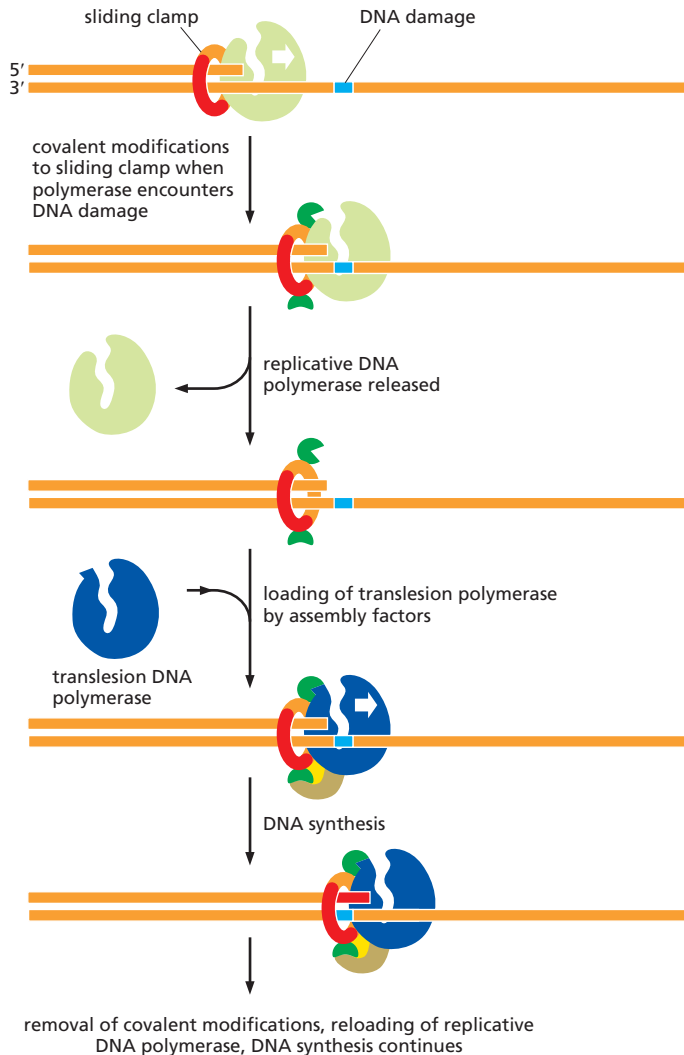 sliding clamp
DNA damage
5′
3′
covalent modifications
to sliding clamp when
polymerase encounters
DNA damage
replicative DNA
polymerase released
loading of translesion polymerase
by assembly factors
translesion DNA
polymerase
DNA synthesis
removal of covalent modifications, reloading of replicative
DNA polymerase, DNA synthesis continues